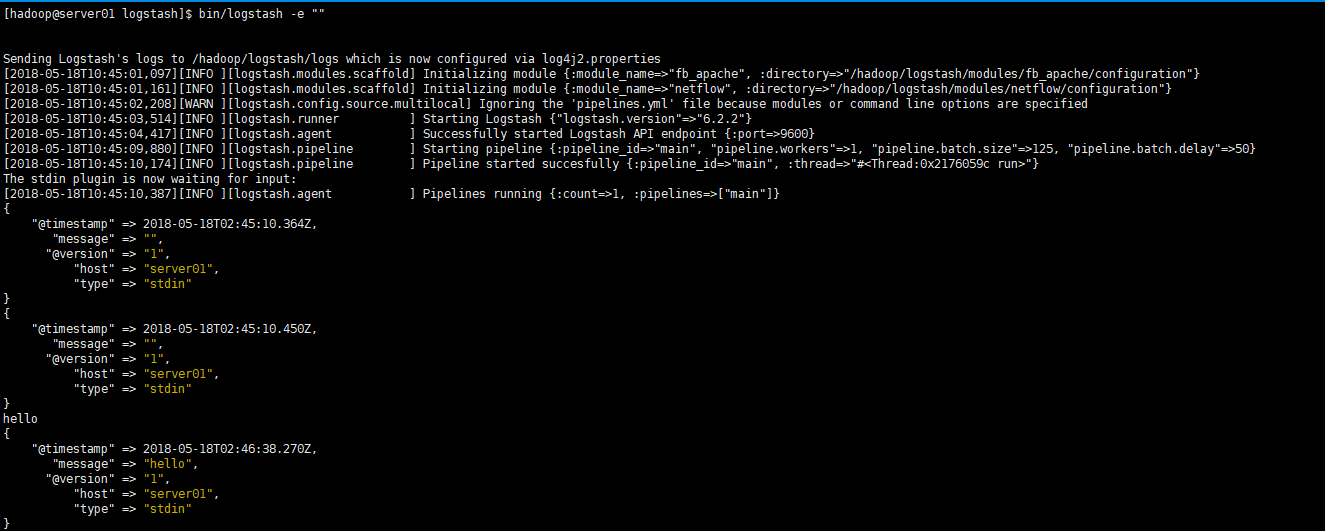 [hadoop@server01 logstash]$ bin/logstash -e ""
Sending Logstash's logs to /hadoop/logstash/logs which is now configured via log4j2.properties
[2018-05-18T10:45:01,097][INFO ][logstash.modules.scaffold] Initializing module {:module_name=>"fb_apache", :directory=>"/hadoop/logstash/modules/fb_apache/configuration"}
[2018-05-18T10:45:01,161][INFO ][logstash.modules.scaffold] Initializing module {:module_name=>"netflow", :directory=>"/hadoop/logstash/modules/netflow/configuration"}
[2018-05-18T10:45:02,208][WARN ][logstash.config.source.multilocal] Ignoring the 'pipelines.yml' file because modules or command line options are specified
[2018-05-18T10:45:03,514][INFO ][logstash.runner          ] Starting Logstash {"logstash.version"=>"6.2.2"}
[2018-05-18T10:45:04,417][INFO ][logstash.agent           ] Successfully started Logstash API endpoint {:port=>9600}
[2018-05-18T10:45:09,880][INFO ][logstash.pipeline        ] Starting pipeline {:pipeline_id=>"main", "pipeline.workers"=>1, "pipeline.batch.size"=>125, "pipeline.batch.delay"=>50}
[2018-05-18T10:45:10,174][INFO ][logstash.pipeline        ] Pipeline started succesfully {:pipeline_id=>"main", :thread=>"#<Thread:0x2176059c run>"}
The stdin plugin is now waiting for input:
[2018-05-18T10:45:10,387][INFO ][logstash.agent           ] Pipelines running {:count=>1, :pipelines=>["main"]}
{
    "@timestamp" => 2018-05-18T02:45:10.364Z,
       "message" => "",
      "@version" => "1",
          "host" => "server01",
          "type" => "stdin"
}
{
    "@timestamp" => 2018-05-18T02:45:10.450Z,
       "message" => "",
      "@version" => "1",
          "host" => "server01",
          "type" => "stdin"
}
hello
{
    "@timestamp" => 2018-05-18T02:46:38.270Z,
       "message" => "hello",
      "@version" => "1",
          "host" => "server01",
          "type" => "stdin"
}